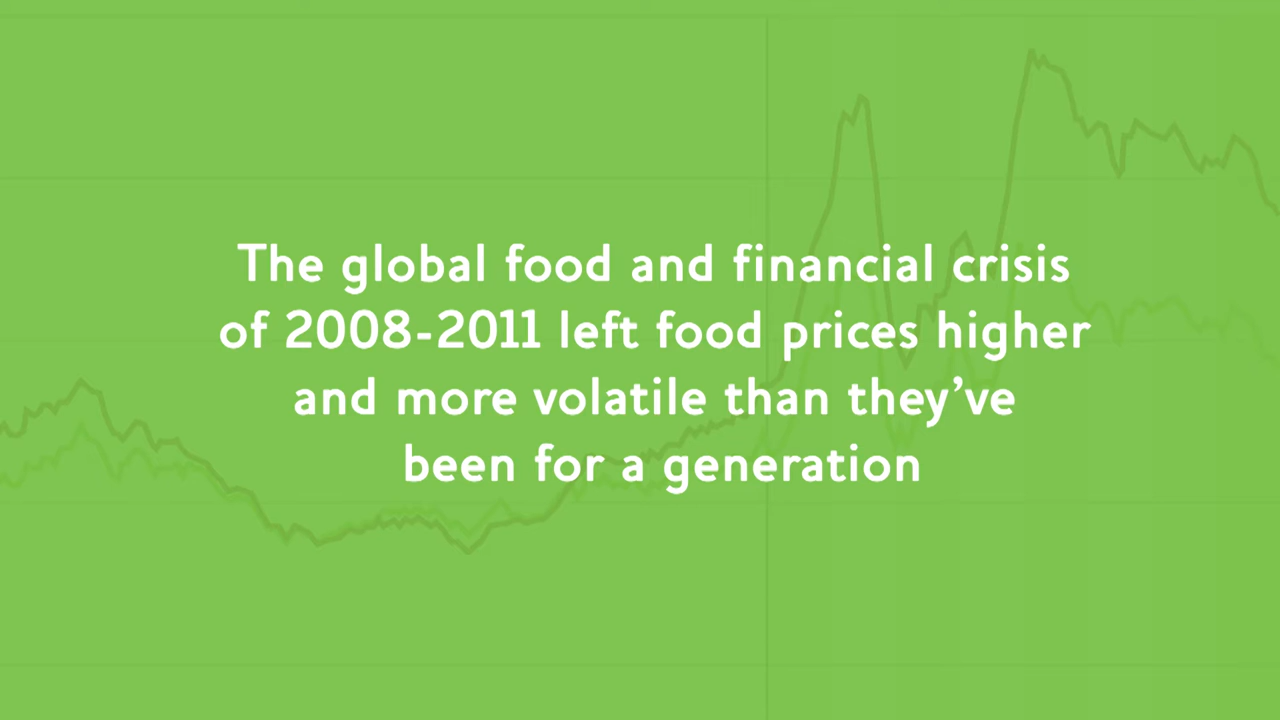 The global food and financial crisis
of 2008-2011 left food prices higher
and more volatile than they’ve
been for a generation